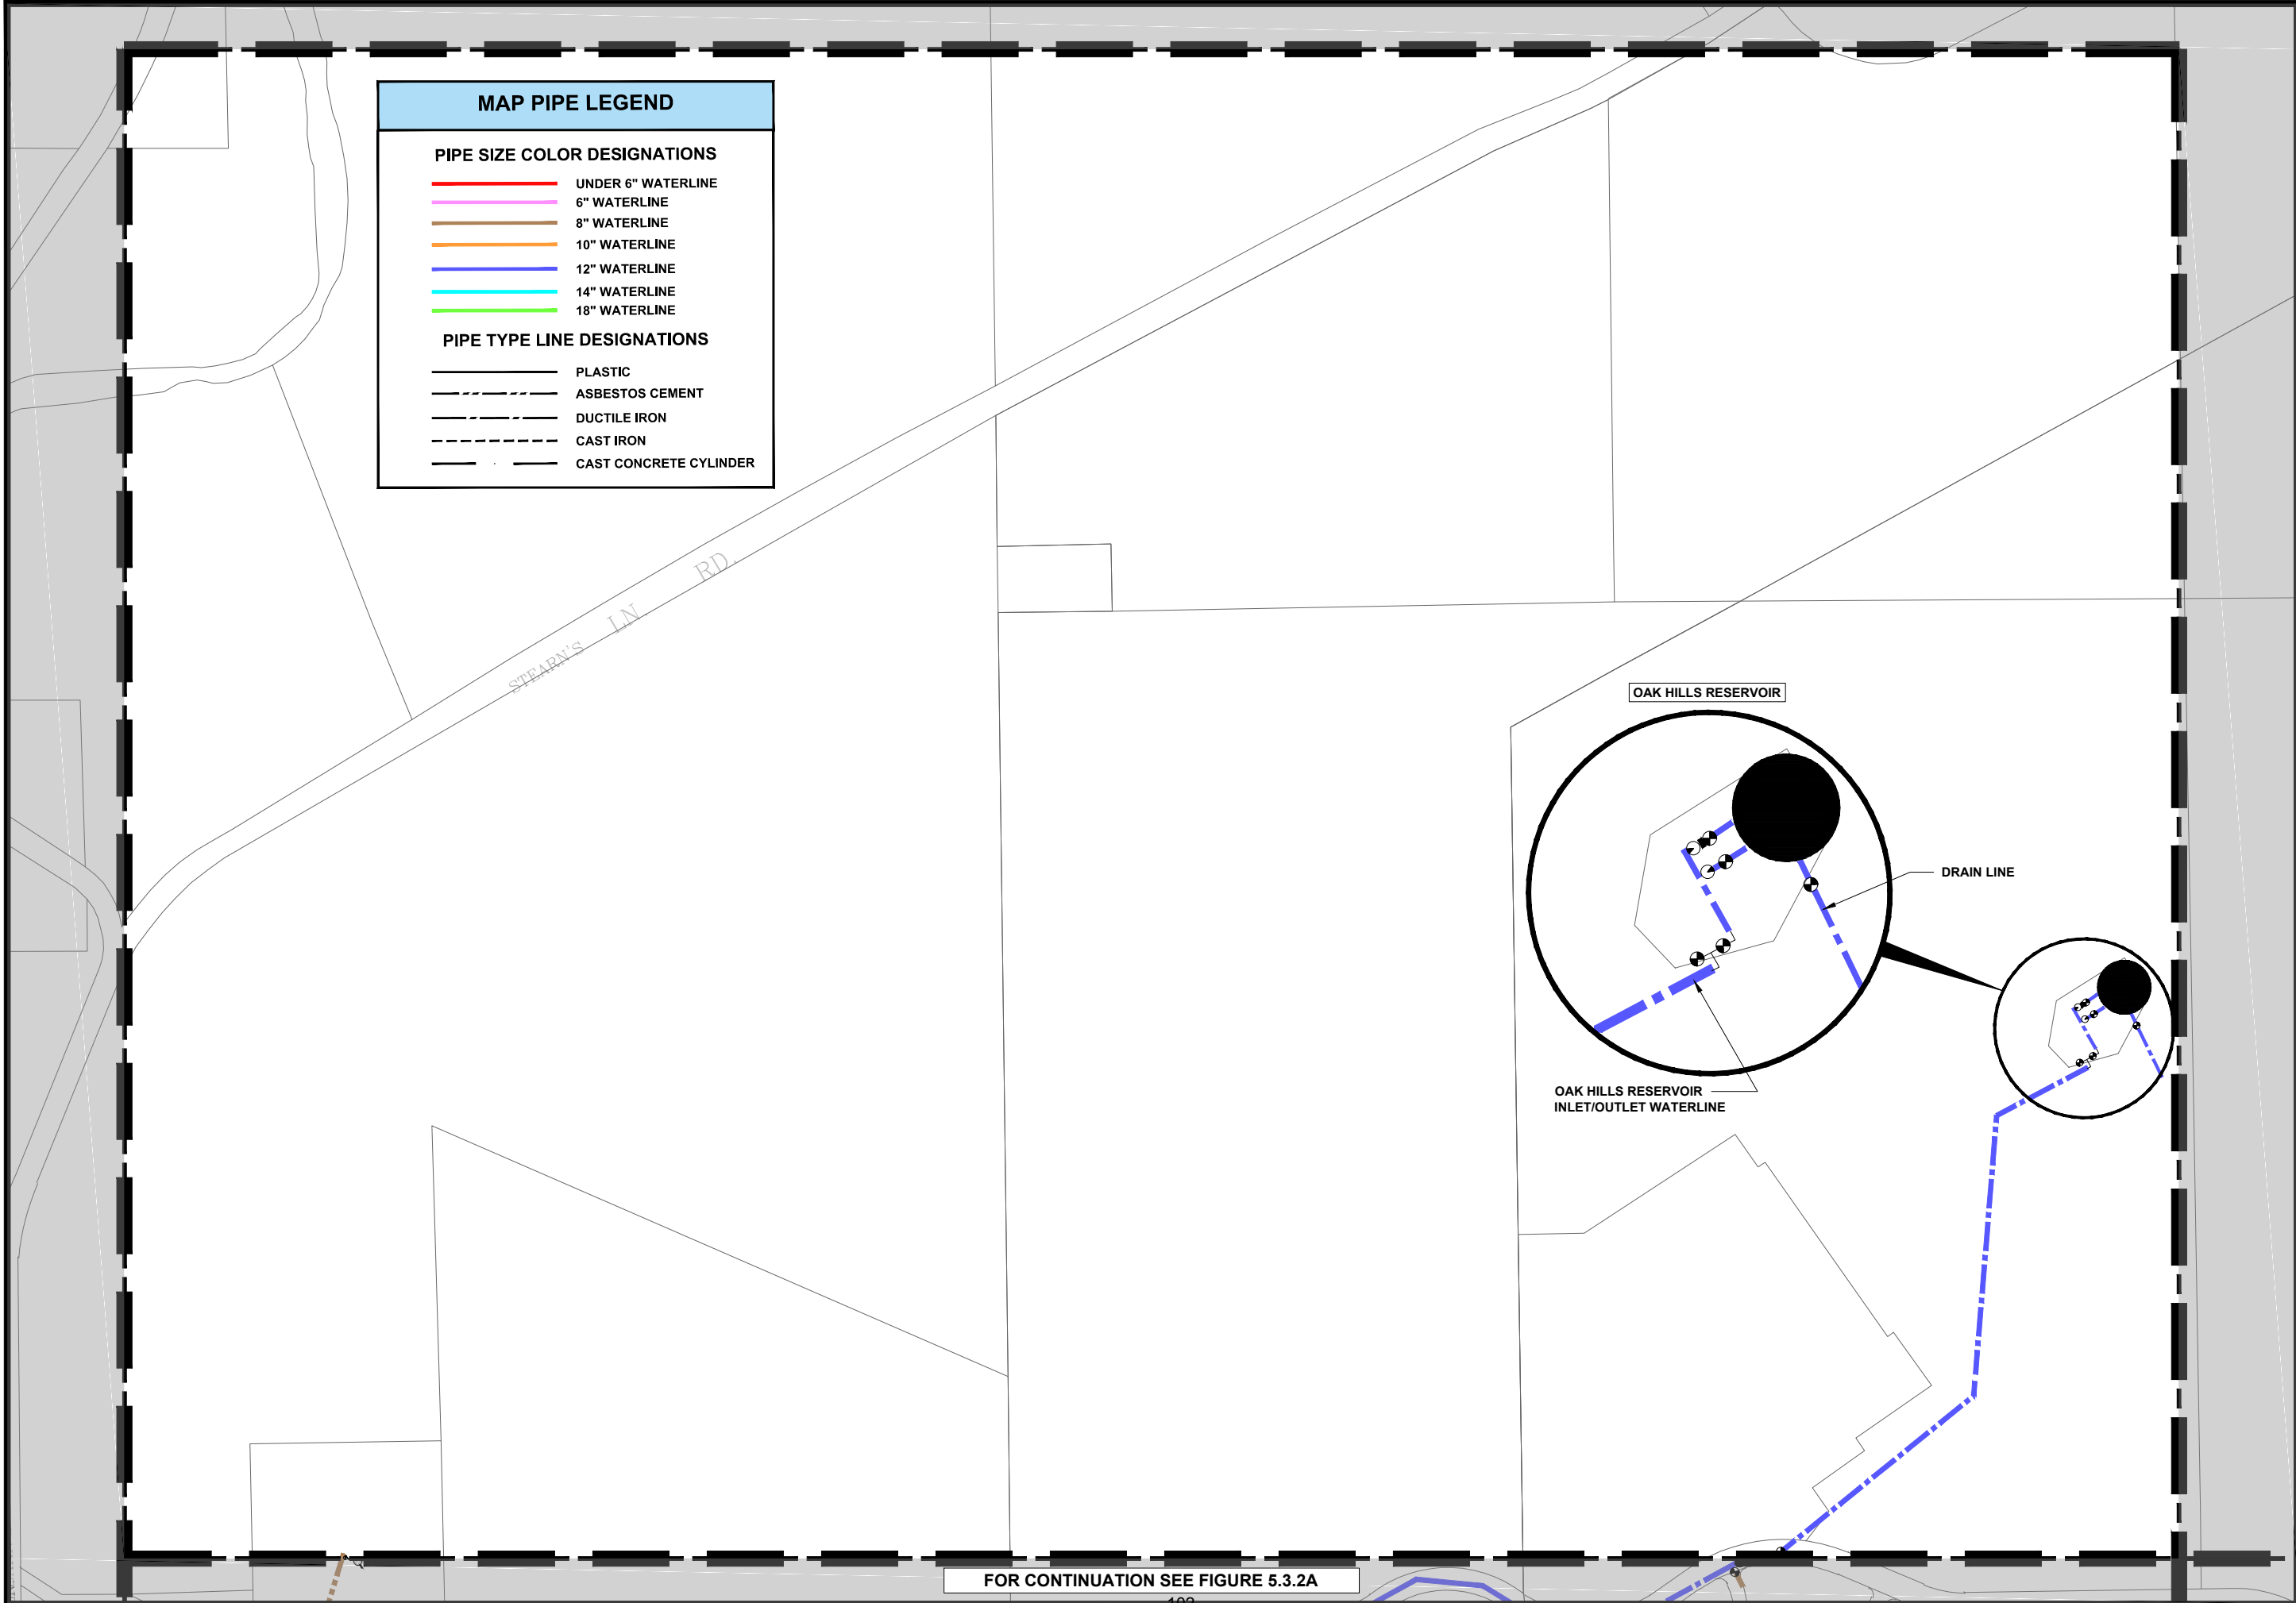 MAP PIPE LEGEND
PIPE SIZE COLOR DESIGNATIONS
UNDER 6" WATERLINE
6" WATERLINE
8" WATERLINE
10" WATERLINE
12" WATERLINE
14" WATERLINE
18" WATERLINE
PIPE TYPE LINE DESIGNATIONS
PLASTIC
ASBESTOS CEMENT
DUCTILE IRON
CAST IRON
CAST CONCRETE CYLINDER
STEARN'S LN. RD.
OAK HILLS RESERVOIR
DRAIN LINE
OAK HILLS RESERVOIR
INLET/OUTLET WATERLINE
FOR CONTINUATION SEE FIGURE 5.3.2A